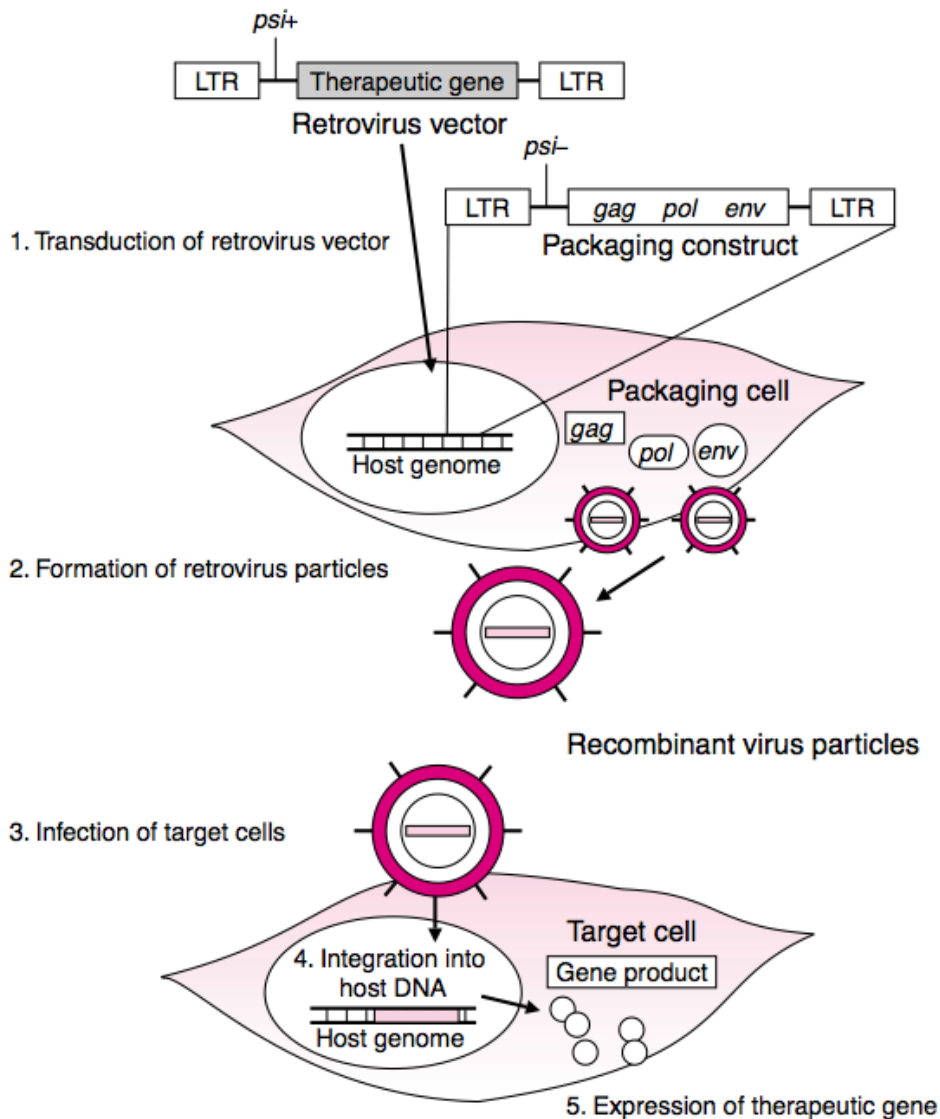 psi+
LTR
Therapeutic gene
LTR
Retrovirus vector
psi–
LTR
gag pol env
LTR
1. Transduction of retrovirus vector
Packaging construct
Packaging cell
gag
pol
env
Host genome
2. Formation of retrovirus particles
Recombinant virus particles
3. Infection of target cells
Target cell
4. Integration into
host DNA
Gene product
Host genome
5. Expression of therapeutic gene